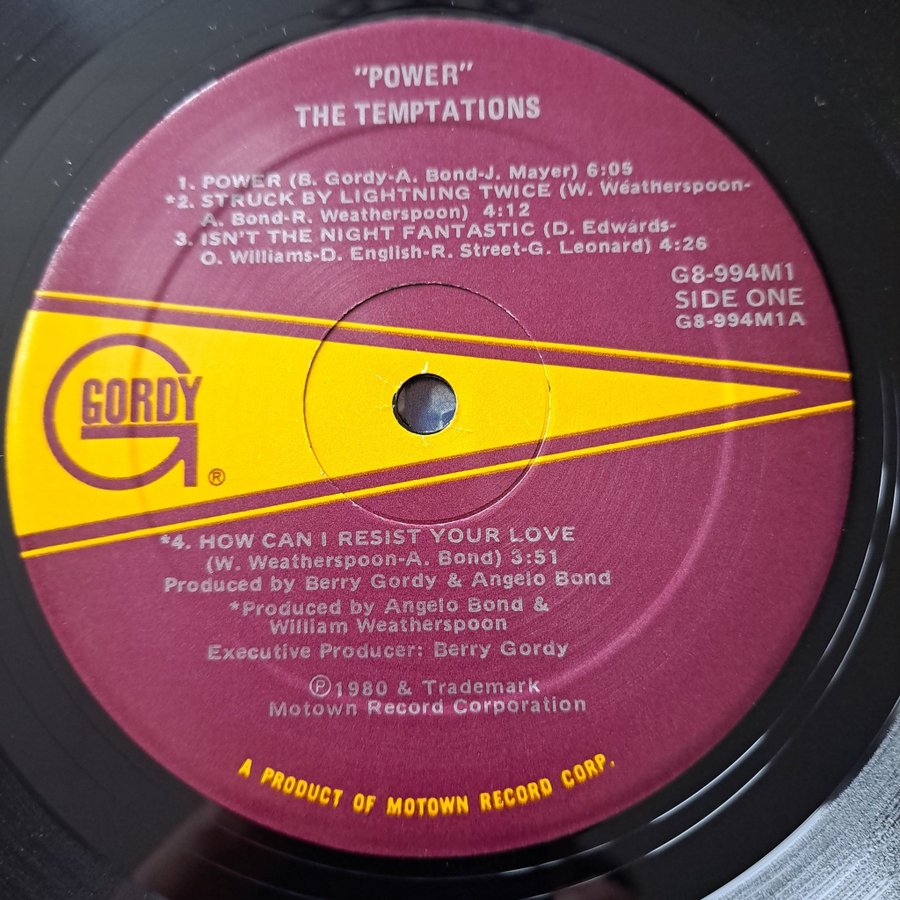 "POWER"
THE TEMPTATIONS
1. POWER (B. Gordy-A. Bond-J. Mayer) 6:05
*2. STRUCK BY LIGHTNING TWICE (W. Weatherspoon-
A. Bond-R. Weatherspoon) 4:12
3. ISN'T THE NIGHT FANTASTIC (D. Edwards-
O. Williams-D. English-R. Street-G. Leonard) 4:26
G8-994M1
SIDE ONE
G8-994M1A
GORDY
®
*4. HOW CAN I RESIST YOUR LOVE
(W. Weatherspoon-A. Bond) 3:51
Produced by Berry Gordy & Angelo Bond
*Produced by Angelo Bond &
William Weatherspoon
Executive Producer: Berry Gordy
℗1980 & Trademark
Motown Record Corporation
A PRODUCT OF MOTOWN RECORD CORP.